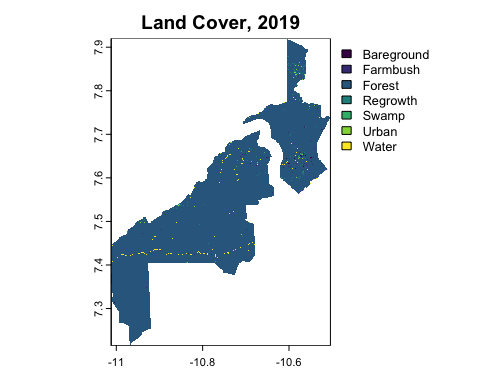 Land Cover, 2019
7.9
7.8
7.7
7.6
7.5
7.4
7.3
-11
-10.8
-10.6
Bareground
Farmbush
Forest
Regrowth
Swamp
Urban
Water